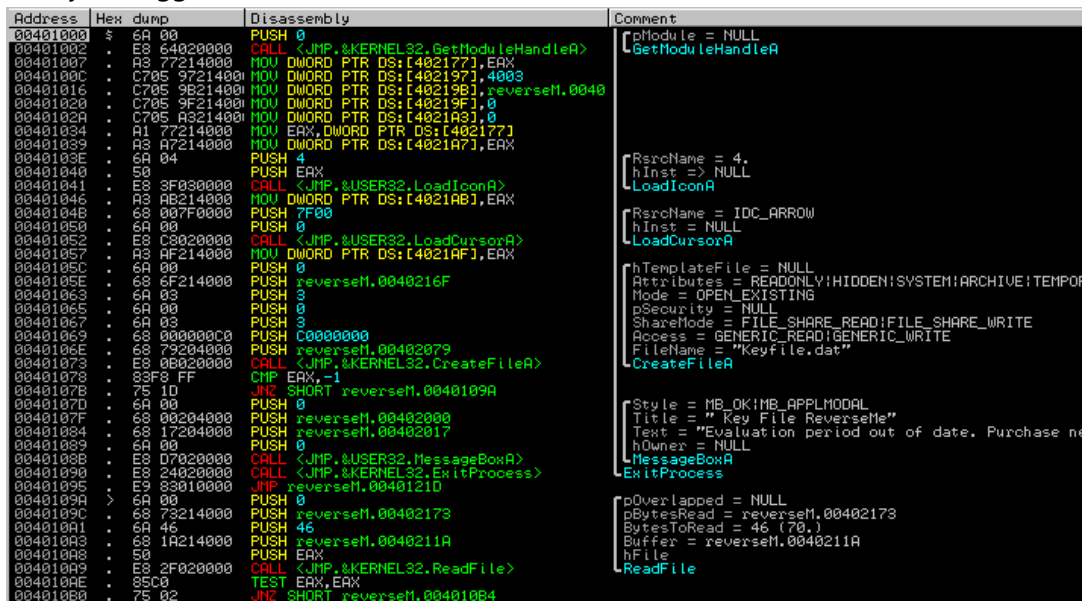 Address Hex dump Disassembly Comment
00401000 $ 6A 00 PUSH 0 pModule = NULL
00401002 . E8 64020000 CALL <JMP.&KERNEL32.GetModuleHandleA> GetModuleHandleA
00401007 . A3 77214000 MOV DWORD PTR DS:[402177],EAX
0040100C . C705 97214000 MOV DWORD PTR DS:[402197],4003
00401016 . C705 9B214000 MOV DWORD PTR DS:[40219B],reverseM.0040
00401020 . C705 9F214000 MOV DWORD PTR DS:[40219F],0
0040102A . C705 A3214000 MOV DWORD PTR DS:[4021A3],0
00401034 . A1 77214000 MOV EAX,DWORD PTR DS:[402177]
00401039 . A3 A7214000 MOV DWORD PTR DS:[4021A7],EAX
0040103E . 6A 04 PUSH 4 RsrcName = 4.
00401040 . 50 PUSH EAX hInst => NULL
00401041 . E8 3F030000 CALL <JMP.&USER32.LoadIconA> LoadIconA
00401046 . A3 AB214000 MOV DWORD PTR DS:[4021AB],EAX
0040104B . 68 007F0000 PUSH 7F00 RsrcName = IDC_ARROW
00401050 . 6A 00 PUSH 0 hInst = NULL
00401052 . E8 C8020000 CALL <JMP.&USER32.LoadCursorA> LoadCursorA
00401057 . A3 AF214000 MOV DWORD PTR DS:[4021AF],EAX
0040105C . 6A 00 PUSH 0 hTemplateFile = NULL
0040105E . 68 6F214000 PUSH reverseM.0040216F Attributes = READONLY|HIDDEN|SYSTEM|ARCHIVE|TEMPOR
00401063 . 6A 03 PUSH 3 Mode = OPEN_EXISTING
00401065 . 6A 00 PUSH 0 pSecurity = NULL
00401067 . 6A 03 PUSH 3 ShareMode = FILE_SHARE_READ|FILE_SHARE_WRITE
00401069 . 68 000000C0 PUSH C0000000 Access = GENERIC_READ|GENERIC_WRITE
0040106E . 68 79204000 PUSH reverseM.00402079 FileName = "Keyfile.dat"
00401073 . E8 0B020000 CALL <JMP.&KERNEL32.CreateFileA> CreateFileA
00401078 . 83F8 FF CMP EAX,-1
0040107B . 75 1D JNZ SHORT reverseM.0040109A
0040107D . 6A 00 PUSH 0 Style = MB_OK|MB_APPLMODAL
0040107F . 68 00204000 PUSH reverseM.00402000 Title = " Key File ReverseMe"
00401084 . 68 17204000 PUSH reverseM.00402017 Text = "Evaluation period out of date. Purchase ne
00401089 . 6A 00 PUSH 0 hOwner = NULL
0040108B . E8 D7020000 CALL <JMP.&USER32.MessageBoxA> MessageBoxA
00401090 . E8 24020000 CALL <JMP.&KERNEL32.ExitProcess> ExitProcess
00401095 . E9 83010000 JMP reverseM.0040121D
0040109A > 6A 00 PUSH 0 pOverlapped = NULL
0040109C . 68 73214000 PUSH reverseM.00402173 pBytesRead = reverseM.00402173
004010A1 . 6A 46 PUSH 46 BytesToRead = 46 (70.)
004010A3 . 68 1A214000 PUSH reverseM.0040211A Buffer = reverseM.0040211A
004010A8 . 50 PUSH EAX hFile
004010A9 . E8 2F020000 CALL <JMP.&KERNEL32.ReadFile> ReadFile
004010AE . 85C0 TEST EAX,EAX
004010B0 . 75 02 JNZ SHORT reverseM.004010B4